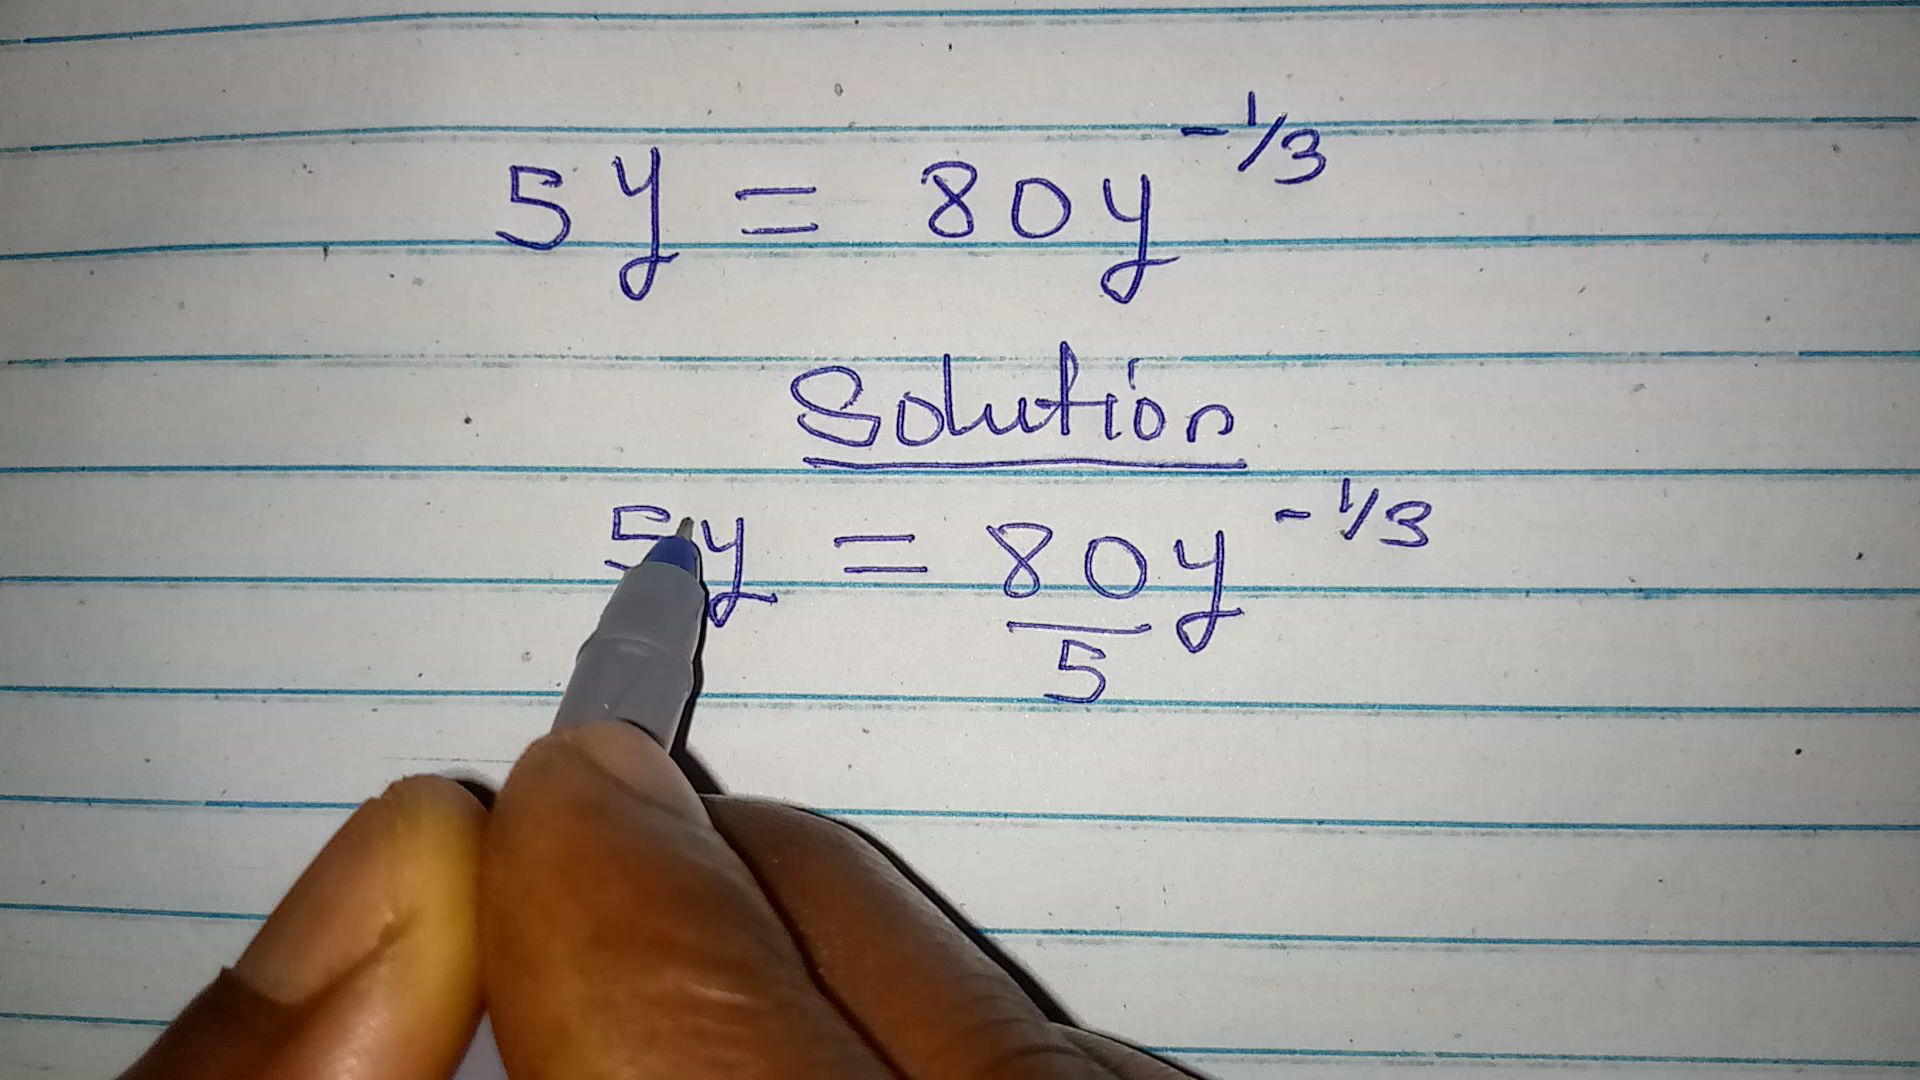 5y = 80y^-1/3
Solution
5y = 80/5 y^-1/3